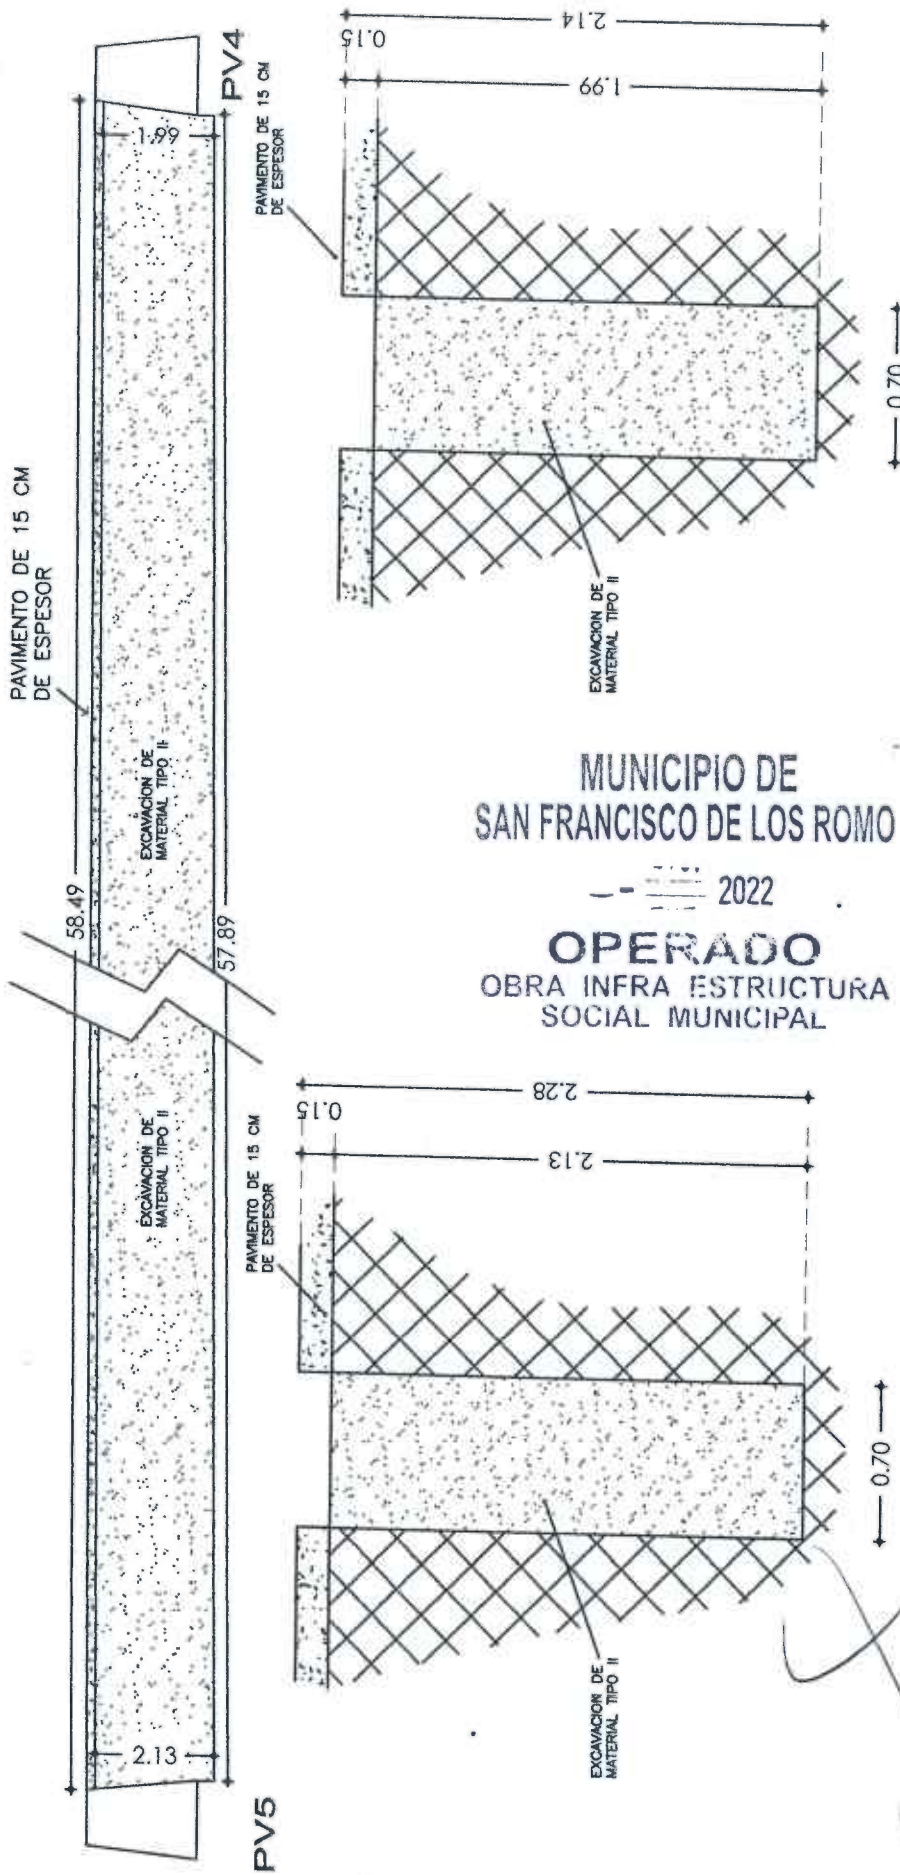 PAVIMENTO DE 15 CM
DE ESPESOR
58.49
2.13
EXCAVACION DE
MATERIAL TIPO II
EXCAVACION DE
MATERIAL TIPO II
1.99
57.89
PV5
PV4
PAVIMENTO DE 15 CM
DE ESPESOR
0.15
2.28
2.13
EXCAVACION DE
MATERIAL TIPO II
0.70
PAVIMENTO DE 15 CM
DE ESPESOR
0.15
2.14
1.99
EXCAVACION DE
MATERIAL TIPO II
0.70
MUNICIPIO DE
SAN FRANCISCO DE LOS ROMO
2022
OPERADO
OBRA INFRA ESTRUCTURA
SOCIAL MUNICIPAL